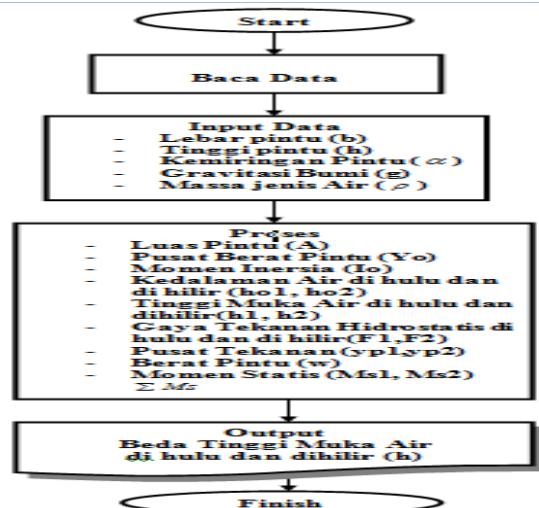 Start
Baca Data
Input Data
- Lebar pintu (b)
- Tinggi pintu (h)
- Kemiringan Pintu (α)
- Gravitasi Bumi (g)
- Massa jenis Air (ρ)
Proses
- Luas Pintu (A)
- Pusat Berat Pintu (Yo)
- Momen Inersia (Io)
- Kedalaman Air di hulu dan
di hilir (ho1, ho2)
- Tinggi Muka Air di hulu dan
dihilir(h1, h2)
- Gaya Tekanan Hidrostatis di
hulu dan di hilir(F1,F2)
- Pusat Tekanan(yp1,yp2)
- Berat Pintu (w)
- Momen Statis (Ms1, Ms2)
∑ Ms
Output
Beda Tinggi Muka Air
di hulu dan dihilir (h)
Finish